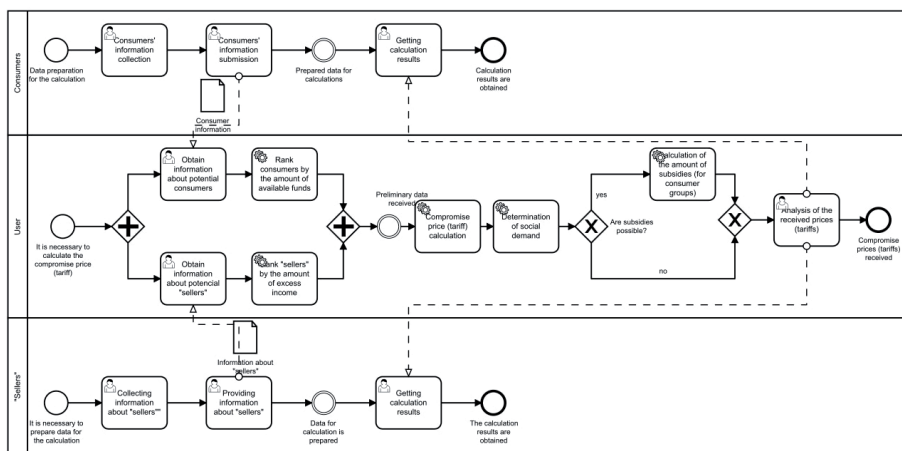 Consumers
Consumers'
information
collection
Consumers'
information
submission
Getting
calculation
results
Data preparation
for the calculation
Prepared data for
calculations
Calculation
results are
obtained
Consumer
information
User
Obtain
information
about potential
consumers
Rank
consumers by
the amount of
available funds
Preliminary data
received
Compromise
price (tariff)
calculation
Determination
of social
demand
yes
Are subsidies
possible?
no
Calculation of
the amount of
subsidies (for
consumer
groups)
Analysis of the
received prices
(tariffs)
It is necessary to
calculate the
compromise price
(tariff)
Compromise
prices (tariffs)
received
Obtain
information
about potencial
"sellers"
Rank "sellers"
by the amount
of excess
income
"Sellers"
Information about
"sellers"
Collecting
information
about "sellers""
Providing
information
about "sellers"
Getting
calculation
results
It is necessary to
prepare data for
the calculation
Data for
calculation is
prepared
The calculation
results are
obtained